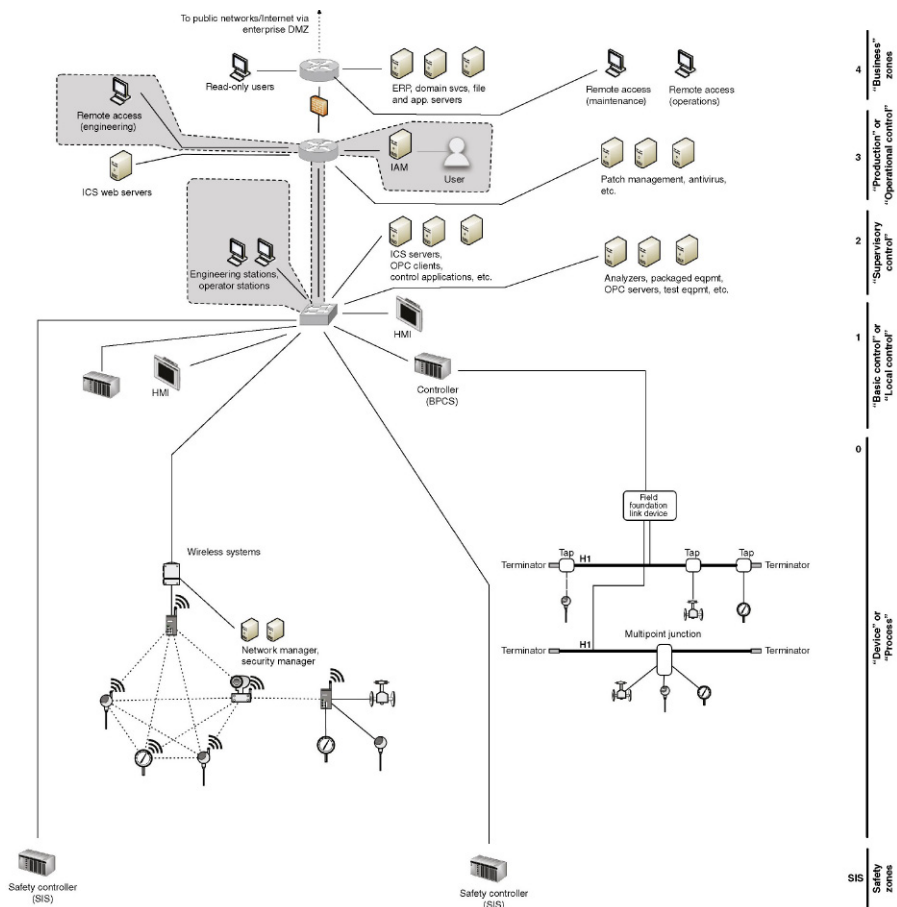 To public networks/Internet via
enterprise DMZ
Read-only users
ERP, domain svcs, file
and app. servers
Remote access
(maintenance)
Remote access
(operations)
4
"Business"
zones
Remote access
(engineering)
IAM
User
ICS web servers
Patch management, antivirus,
etc.
3
"Production" or
"Operational control"
Engineering stations,
operator stations
ICS servers,
OPC clients,
control applications, etc.
Analyzers, packaged eqpmt,
OPC servers, test eqpmt, etc.
2
"Supervisory
control"
HMI
HMI
Controller
(BPCS)
1
"Basic control" or
"Local control"
0
Field
foundation
link device
Wireless systems
Tap
Tap
Tap
Terminator
H1
Terminator
Network manager,
security manager
Multipoint junction
Terminator
H1
Terminator
"Device" or
"Process"
Safety controller
(SIS)
Safety controller
(SIS)
SIS
Safety
zones